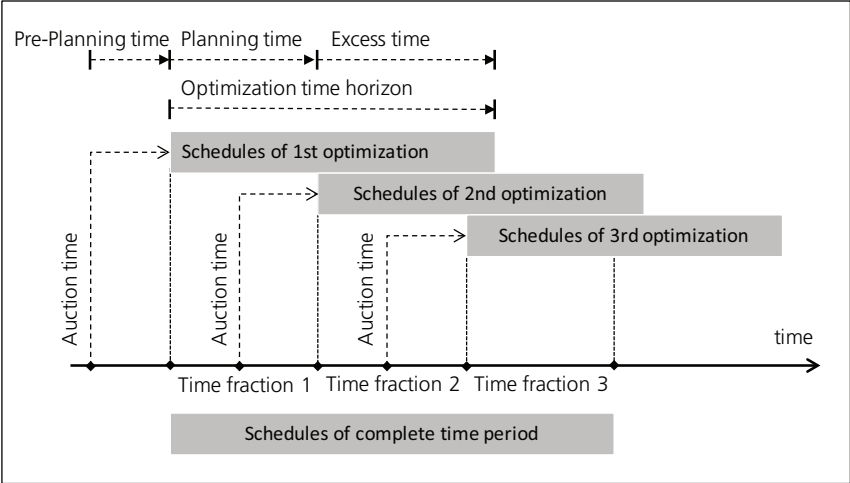 Pre-Planning time
Planning time
Excess time
Optimization time horizon
Schedules of 1st optimization
Schedules of 2nd optimization
Schedules of 3rd optimization
Auction time
Auction time
Auction time
time
Time fraction 1
Time fraction 2
Time fraction 3
Schedules of complete time period